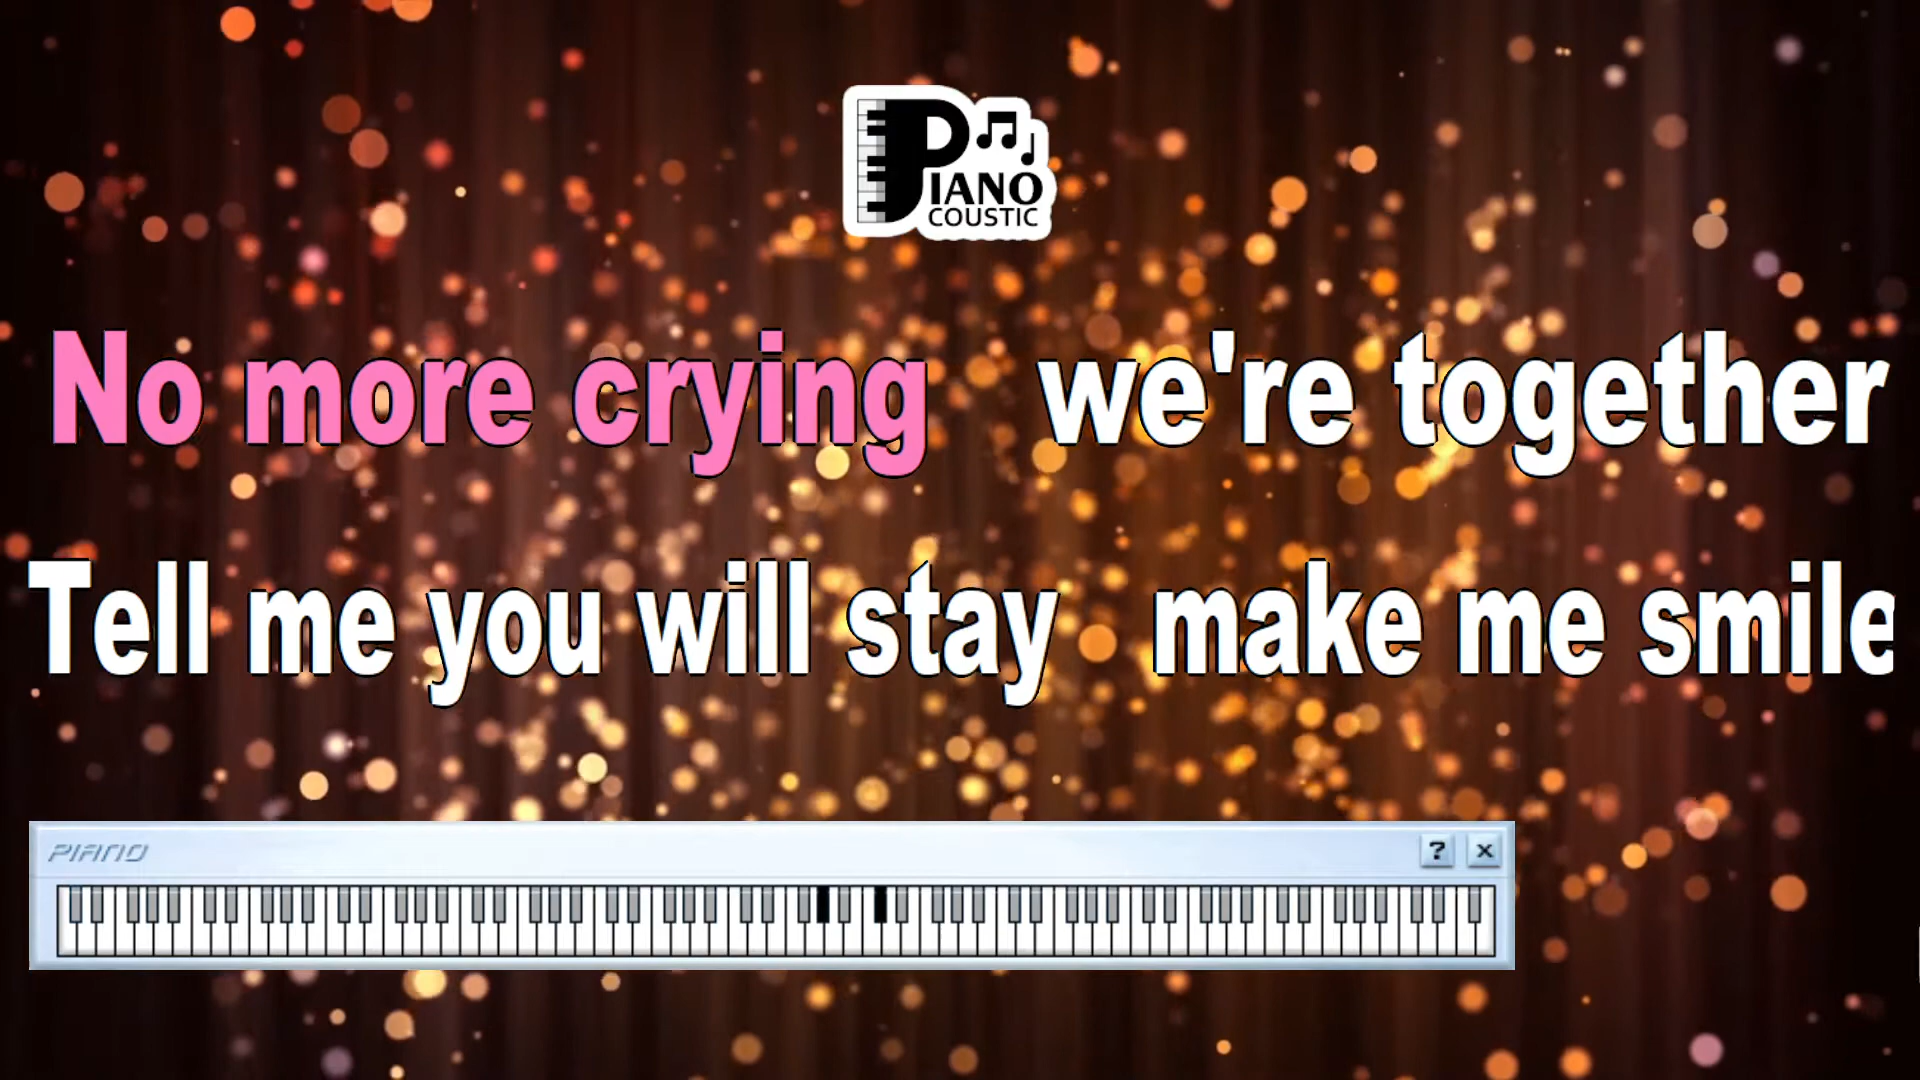 PIANO
COUSTIC
No more crying we're together
Tell me you will stay make me smile
PIANO ? x